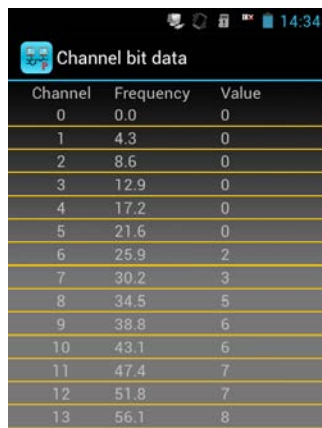 14:34
Channel bit data
Channel Frequency Value
0 0.0 0
1 4.3 0
2 8.6 0
3 12.9 0
4 17.2 0
5 21.6 0
6 25.9 2
7 30.2 3
8 34.5 5
9 38.8 6
10 43.1 6
11 47.4 7
12 51.8 7
13 56.1 8